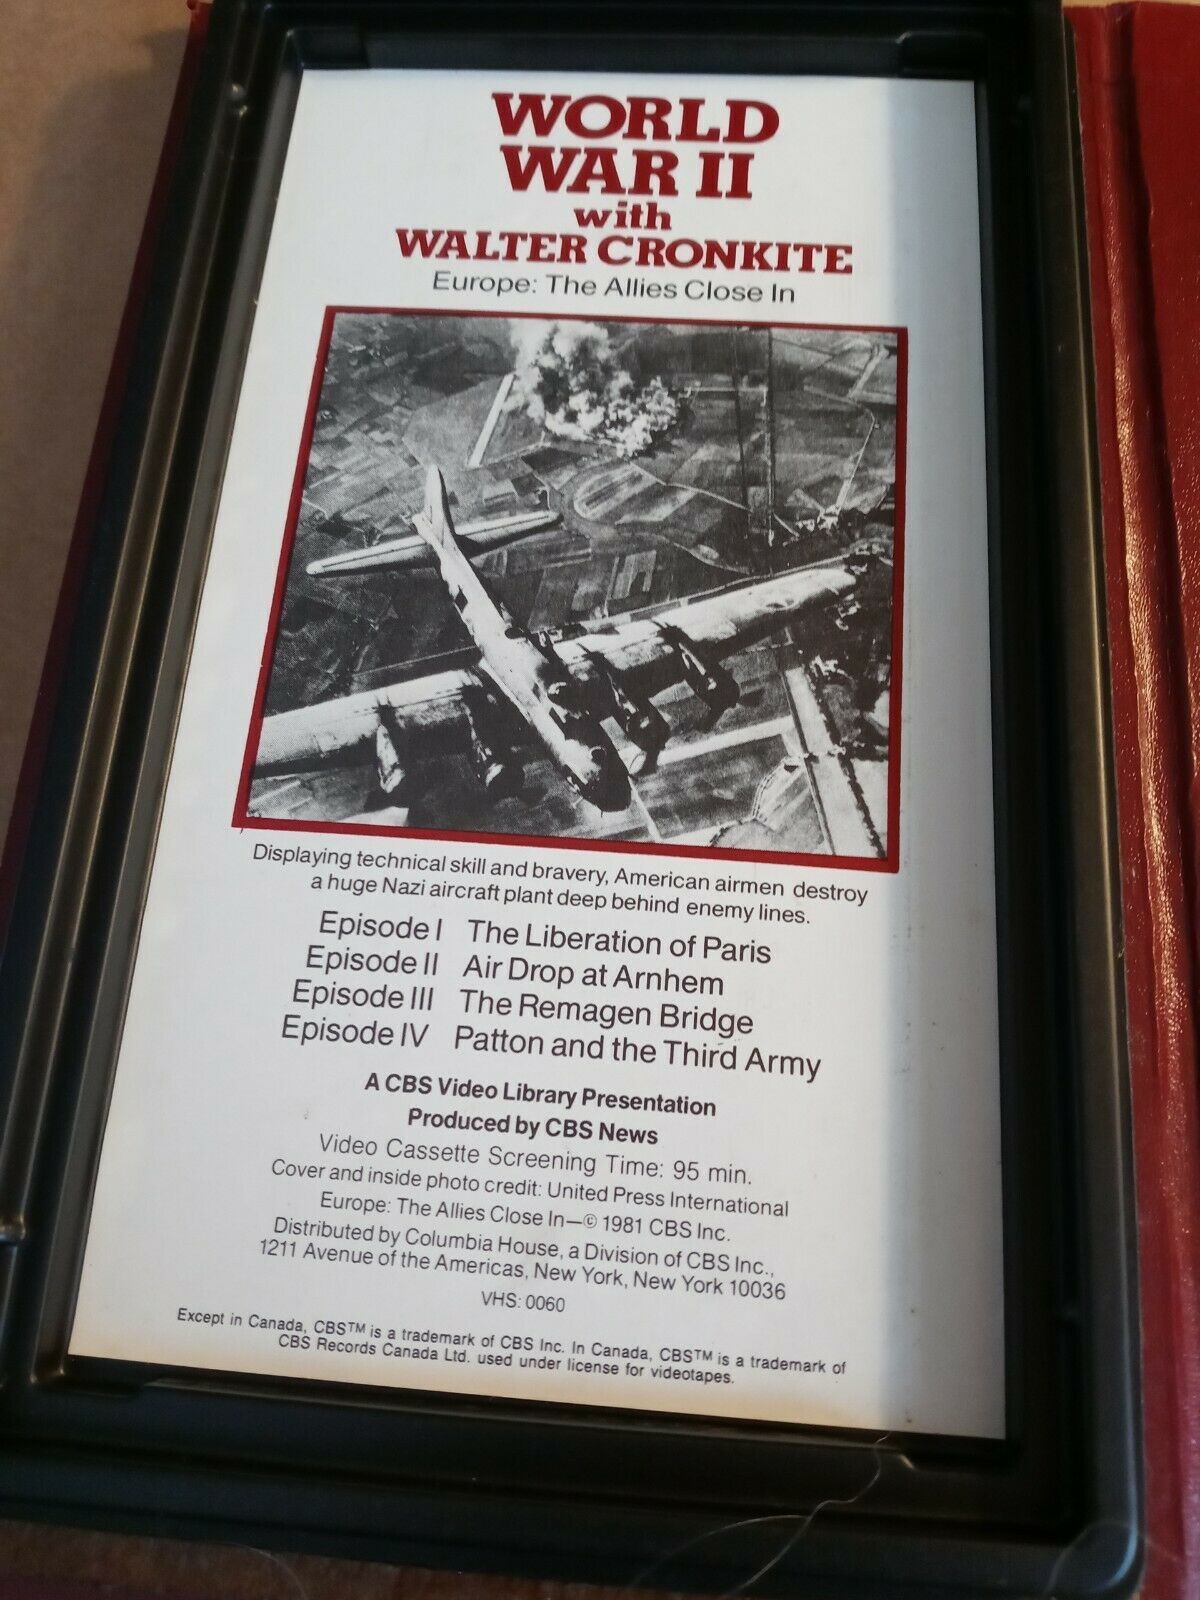 WORLD
WAR II
with
WALTER CRONKITE
Europe: The Allies Close In
Displaying technical skill and bravery, American airmen destroy
a huge Nazi aircraft plant deep behind enemy lines.
Episode I The Liberation of Paris
Episode II Air Drop at Arnhem
Episode III The Remagen Bridge
Episode IV Patton and the Third Army
A CBS Video Library Presentation
Produced by CBS News
Video Cassette Screening Time: 95 min.
Cover and inside photo credit: United Press International
Europe: The Allies Close In—© 1981 CBS Inc.
Distributed by Columbia House, a Division of CBS Inc.,
1211 Avenue of the Americas, New York, New York 10036
VHS: 0060
Except in Canada, CBS™ is a trademark of CBS Inc. In Canada, CBS™ is a trademark of
CBS Records Canada Ltd. used under license for videotapes.